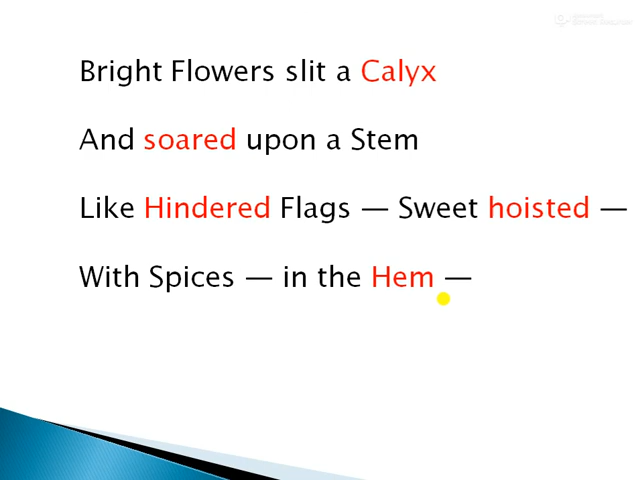 Bright Flowers slit a Calyx
And soared upon a Stem
Like Hindered Flags — Sweet hoisted —
With Spices — in the Hem —